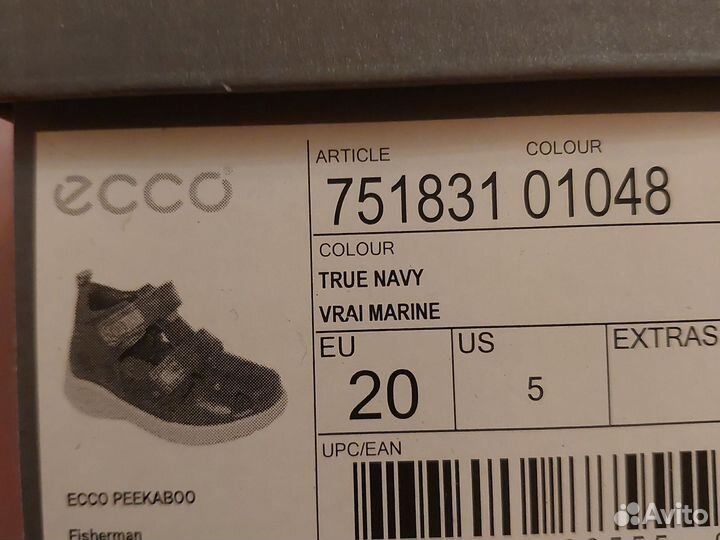 ecco
ARTICLE COLOUR
751831 01048
COLOUR
TRUE NAVY
VRAI MARINE
EU US EXTRAS
20 5
UPC/EAN
ECCO PEEKABOO
Fisherman
Avito